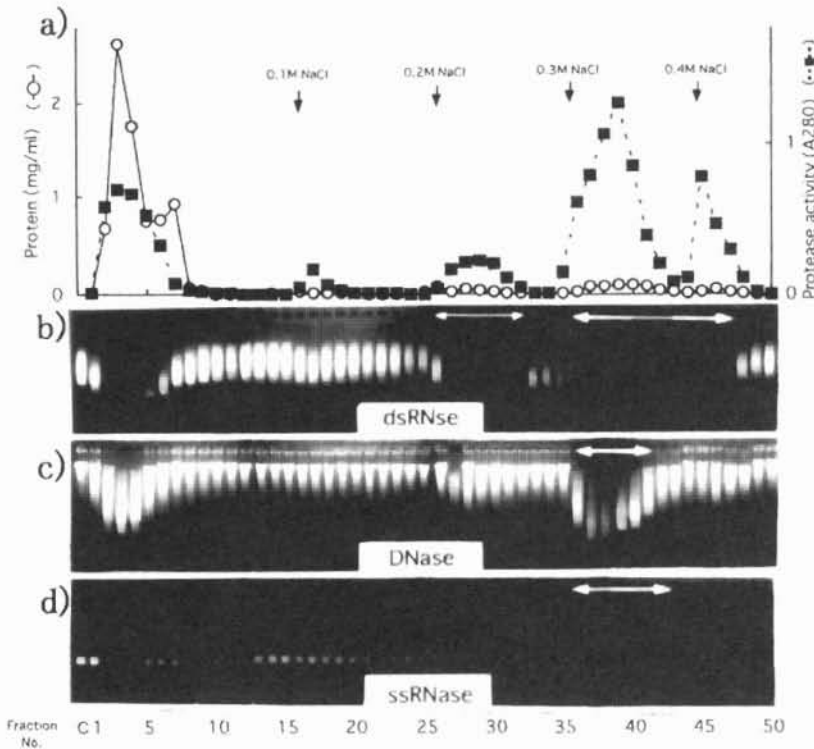 a)
Protein (mg/ml) (-O-)
2
1
0
0.1M NaCl
0.2M NaCl
0.3M NaCl
0.4M NaCl
Protease activity (A280) (··■··)
1
0
b)
dsRNse
c)
DNase
d)
ssRNase
Fraction No.
C 1 5 10 15 20 25 30 35 40 45 50